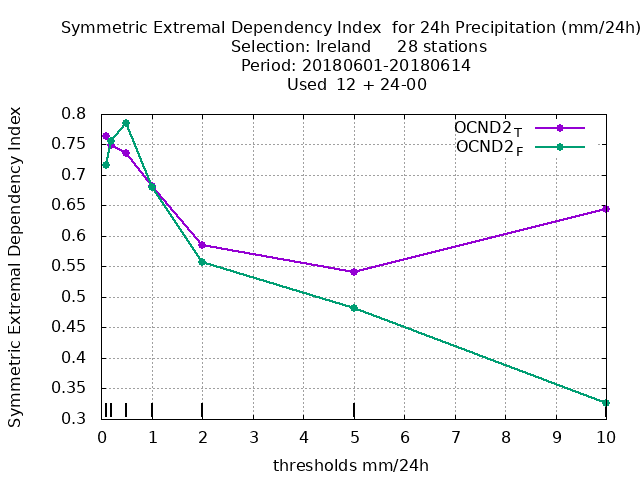 Symmetric Extremal Dependency Index  for 24h Precipitation (mm/24h)
Selection: Ireland     28 stations
Period: 20180601-20180614
Used  12 + 24-00
OCND2T
OCND2F
Symmetric Extremal Dependency Index
0.8
0.75
0.7
0.65
0.6
0.55
0.5
0.45
0.4
0.35
0.3
0 1 2 3 4 5 6 7 8 9 10
thresholds mm/24h